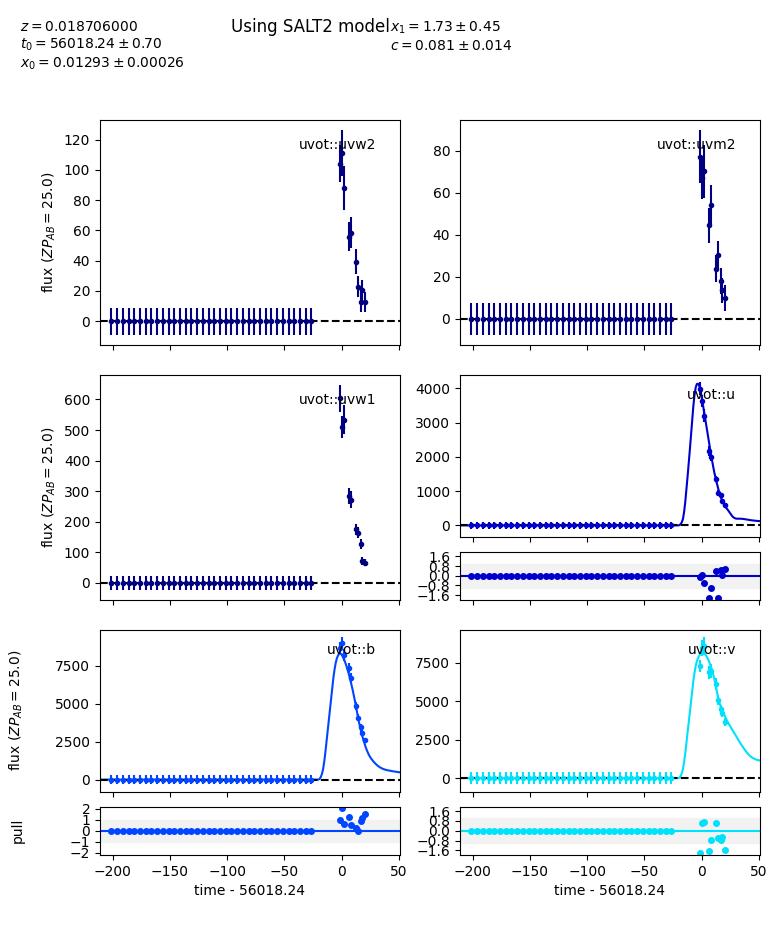 z = 0.018706000
t₀ = 56018.24 ± 0.70
x₀ = 0.01293 ± 0.00026
Using SALT2 model
x₁ = 1.73 ± 0.45
c = 0.081 ± 0.014
uvot::uvw2
120
100
80
60
40
20
0
flux (ZP_AB = 25.0)
uvot::uvm2
80
60
40
20
0
uvot::uvw1
600
500
400
300
200
100
0
flux (ZP_AB = 25.0)
uvot::u
4000
3000
2000
1000
0
1.6
0.8
0.0
−0.8
−1.6
uvot::b
7500
5000
2500
0
flux (ZP_AB = 25.0)
uvot::v
7500
5000
2500
0
2
1
0
−1
−2
pull
−200 −150 −100 −50 0 50
time - 56018.24
1.6
0.8
0.0
−0.8
−1.6
−200 −150 −100 −50 0 50
time - 56018.24